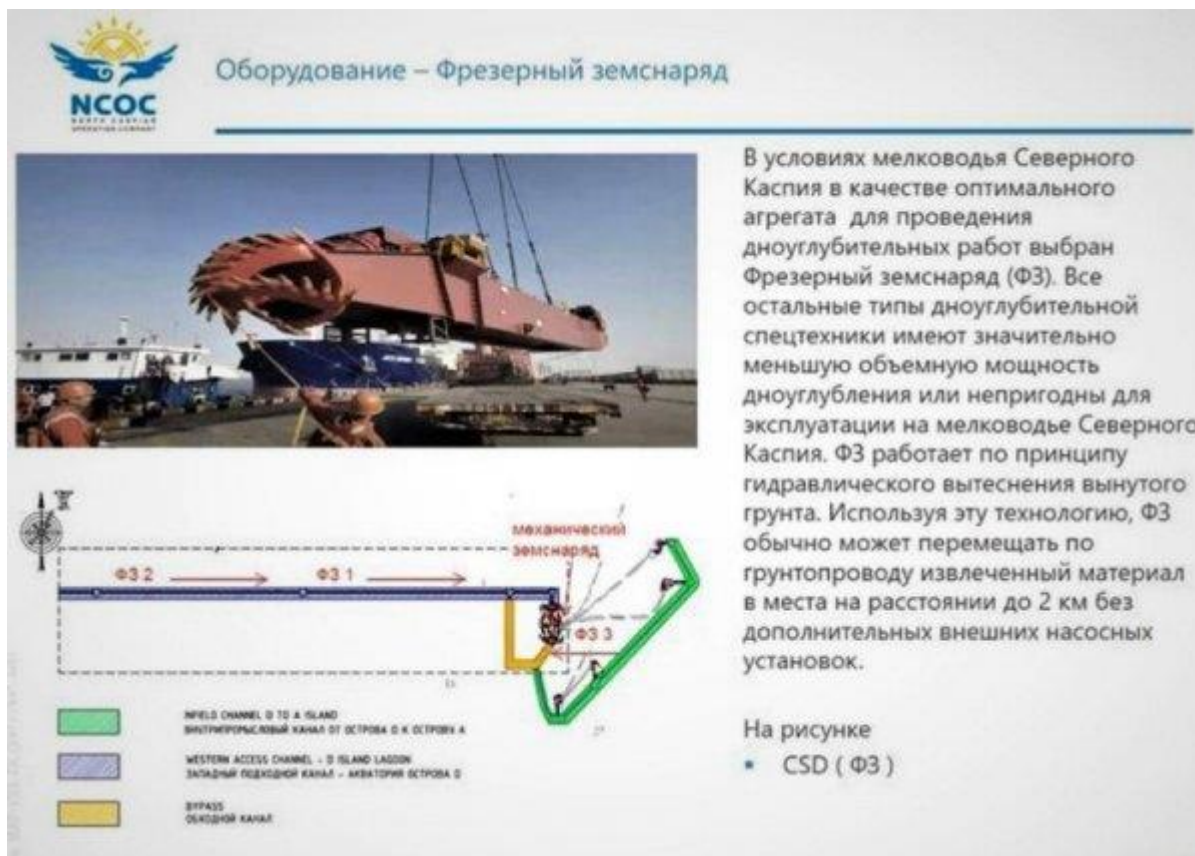 NCOC
NORTH CASPIAN
OPERATING COMPANY
Оборудование – Фрезерный земснаряд
В условиях мелководья Северного
Каспия в качестве оптимального
агрегата для проведения
дноуглубительных работ выбран
Фрезерный земснаряд (ФЗ). Все
остальные типы дноуглубительной
спецтехники имеют значительно
меньшую объемную мощность
дноуглубления или непригодны для
эксплуатации на мелководье Северного
Каспия. ФЗ работает по принципу
гидравлического вытеснения вынутого
грунта. Используя эту технологию, ФЗ
обычно может перемещать по
грунтопроводу извлеченный материал
в места на расстоянии до 2 км без
дополнительных внешних насосных
установок.
На рисунке
• CSD ( ФЗ )
механический
земснаряд
ФЗ 2
ФЗ 1
ФЗ 3
INFIELD CHANNEL D TO A ISLAND
ВНУТРИПРОМЫСЛОВЫЙ КАНАЛ ОТ ОСТРОВА D К ОСТРОВУ A
WESTERN ACCESS CHANNEL - D ISLAND LAGOON
ЗАПАДНЫЙ ПОДХОДНОЙ КАНАЛ - АКВАТОРИЯ ОСТРОВА D
BYPASS
ОБХОДНОЙ КАНАЛ